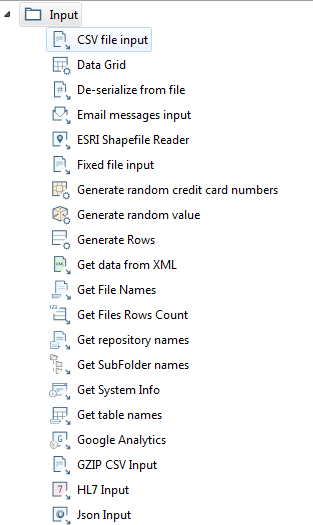 Input
CSV file input
Data Grid
De-serialize from file
Email messages input
ESRI Shapefile Reader
Fixed file input
Generate random credit card numbers
Generate random value
Generate Rows
Get data from XML
Get File Names
Get Files Rows Count
Get repository names
Get SubFolder names
Get System Info
Get table names
Google Analytics
GZIP CSV Input
HL7 Input
Json Input